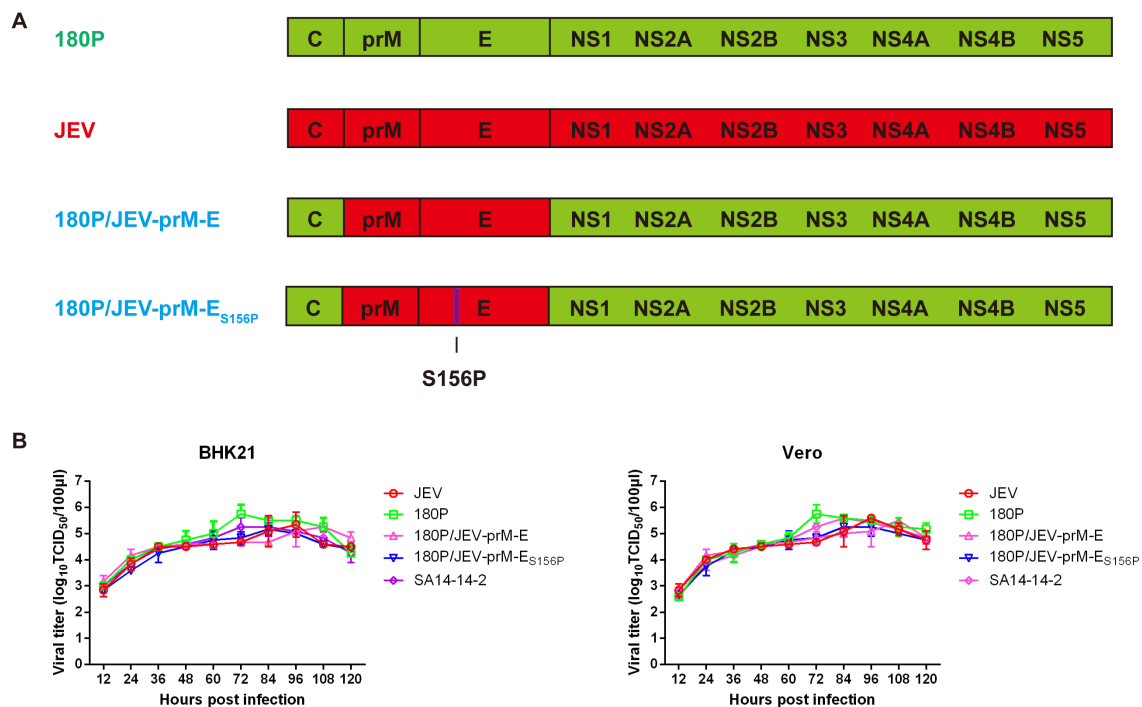 A
180P
C prM E NS1 NS2A NS2B NS3 NS4A NS4B NS5
JEV
C prM E NS1 NS2A NS2B NS3 NS4A NS4B NS5
180P/JEV-prM-E
C prM E NS1 NS2A NS2B NS3 NS4A NS4B NS5
180P/JEV-prM-E_S156P
C prM E NS1 NS2A NS2B NS3 NS4A NS4B NS5
S156P
B
BHK21
Viral titer (log₁₀TCID₅₀/100μl)
7
6
5
4
3
2
1
0
12 24 36 48 60 72 84 96 108 120
Hours post infection
JEV
180P
180P/JEV-prM-E
180P/JEV-prM-E_S156P
SA14-14-2
Vero
Viral titer (log₁₀TCID₅₀/100μl)
7
6
5
4
3
2
1
0
12 24 36 48 60 72 84 96 108 120
Hours post infection
JEV
180P
180P/JEV-prM-E
180P/JEV-prM-E_S156P
SA14-14-2